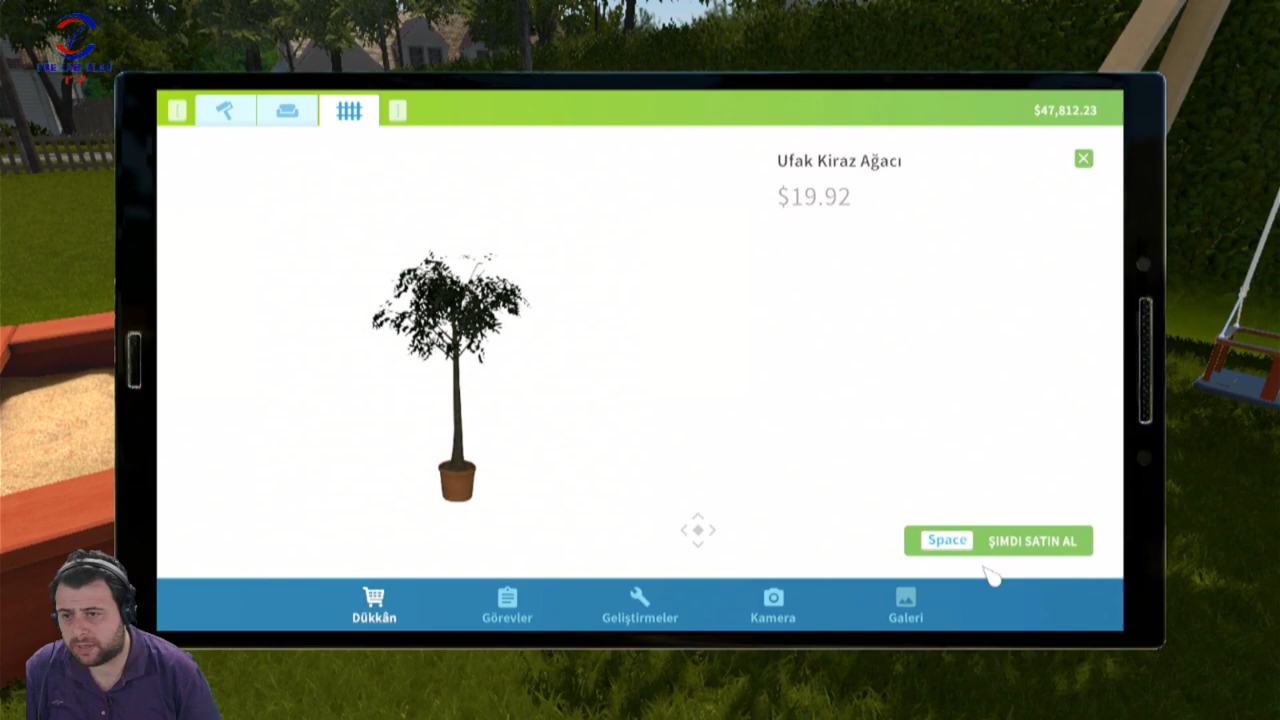 $47,812.23
Ufak Kiraz Ağacı
$19.92
Space ŞIMDI SATIN AL
Dükkân
Görevler
Geliştirmeler
Kamera
Galeri